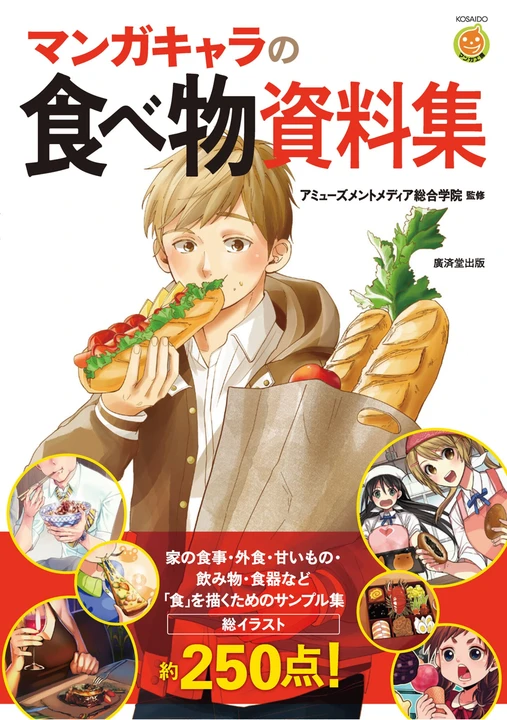 KOSAIDO
マンガ工房
マンガキャラの
食べ物資料集
アミューズメントメディア総合学院 監修
廣済堂出版
家の食事・外食・甘いもの・
飲み物・食器など
「食」を描くためのサンプル集
総イラスト
約250点!